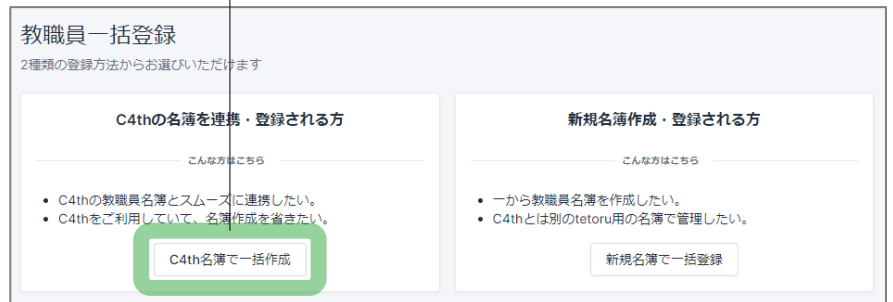 教職員一括登録
2種類の登録方法からお選びいただけます
C4thの名簿を連携・登録される方
こんな方はこちら
• C4thの教職員名簿とスムーズに連携したい。
• C4thをご利用していて、名簿作成を省きたい。
C4th名簿で一括作成
新規名簿作成・登録される方
こんな方はこちら
• 一から教職員名簿を作成したい。
• C4thとは別のtetoru用の名簿で管理したい。
新規名簿で一括登録